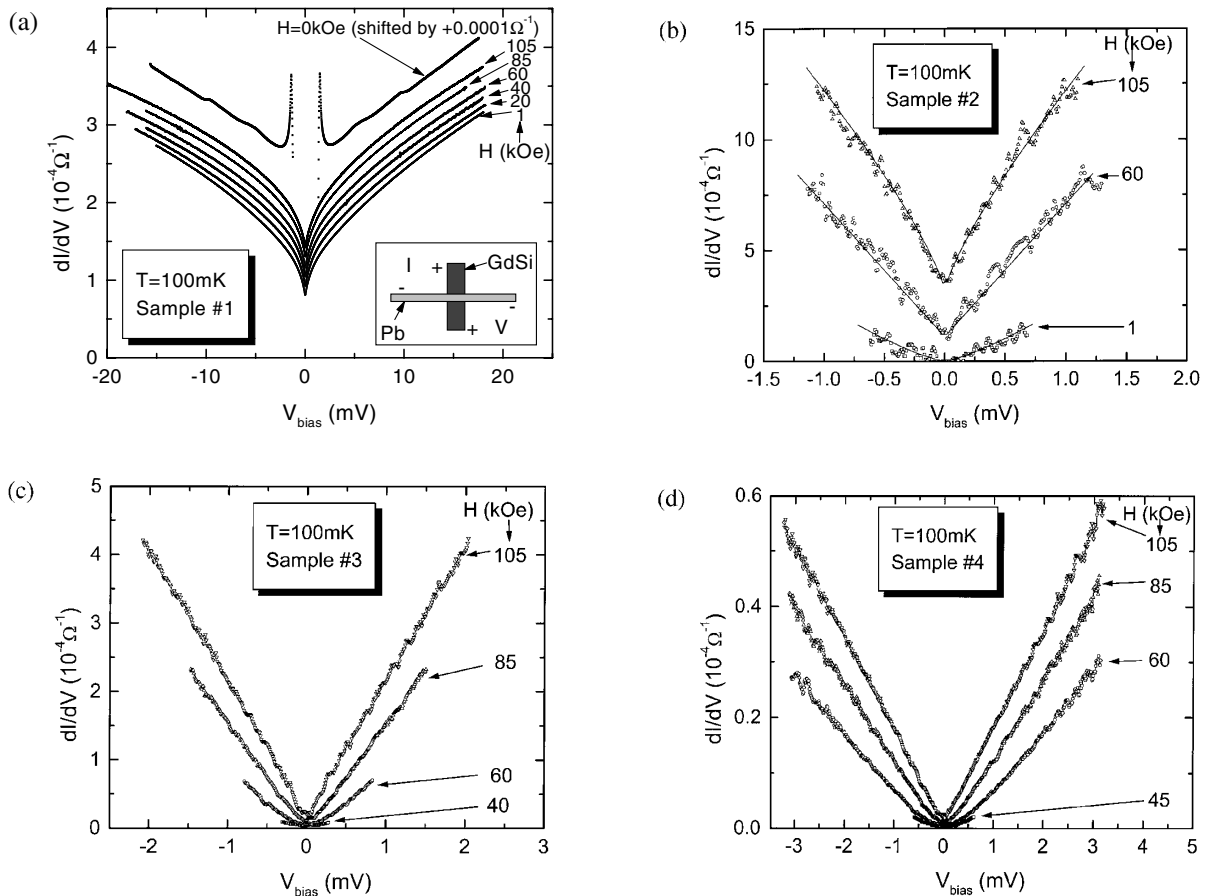 (a)
H=0kOe (shifted by +0.0001Ω⁻¹)
105
85
60
40
20
1
H (kOe)
4
3
2
1
0
dI/dV (10⁻⁴Ω⁻¹)
T=100mK
Sample #1
I
+
-
GdSi
Pb
+
V
-
-20
-10
0
10
20
V_bias (mV)
(b)
T=100mK
Sample #2
H (kOe)
105
60
1
15
10
5
0
dI/dV (10⁻⁴Ω⁻¹)
-1.5
-1.0
-0.5
0.0
0.5
1.0
1.5
2.0
V_bias (mV)
(c)
T=100mK
Sample #3
H (kOe)
105
85
60
40
5
4
3
2
1
0
dI/dV (10⁻⁴Ω⁻¹)
-2
-1
0
1
2
3
V_bias (mV)
(d)
T=100mK
Sample #4
H (kOe)
105
85
60
45
0.6
0.4
0.2
0.0
dI/dV (10⁻⁴Ω⁻¹)
-3
-2
-1
0
1
2
3
4
5
V_bias (mV)